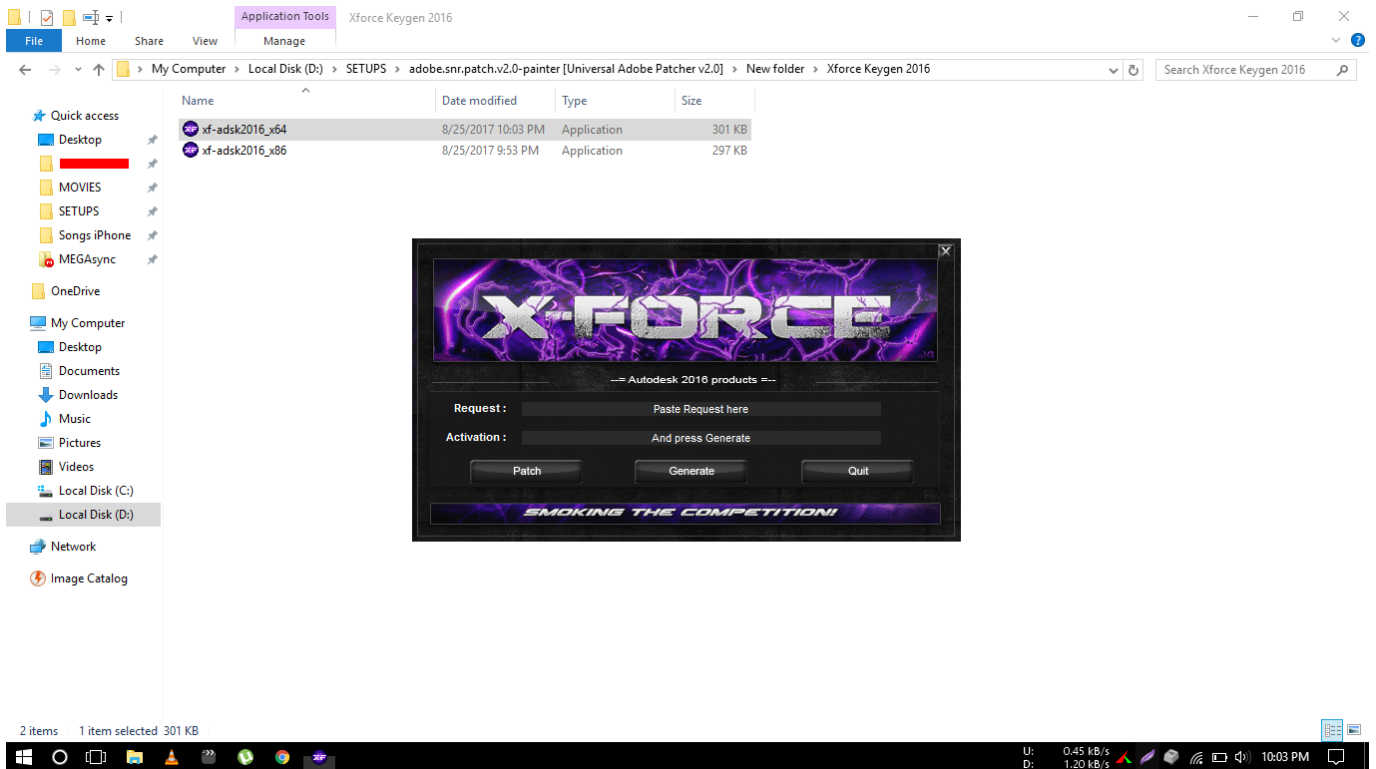 Application Tools
Xforce Keygen 2016
File
Home
Share
View
Manage
My Computer > Local Disk (D:) > SETUPS > adobe.snr.patch.v2.0-painter [Universal Adobe Patcher v2.0] > New folder > Xforce Keygen 2016
Search Xforce Keygen 2016
Name
Date modified
Type
Size
xf-adsk2016_x64
8/25/2017 10:03 PM
Application
301 KB
xf-adsk2016_x86
8/25/2017 9:53 PM
Application
297 KB
Quick access
Desktop
MOVIES
SETUPS
Songs iPhone
MEGAsync
OneDrive
My Computer
Desktop
Documents
Downloads
Music
Pictures
Videos
Local Disk (C:)
Local Disk (D:)
Network
Image Catalog
X-FORCE
--= Autodesk 2016 products =--
Request :
Paste Request here
Activation :
And press Generate
Patch
Generate
Quit
SMOKING THE COMPETITION!
2 items
1 item selected 301 KB
U: 0.45 kB/s
D: 1.20 kB/s
10:03 PM